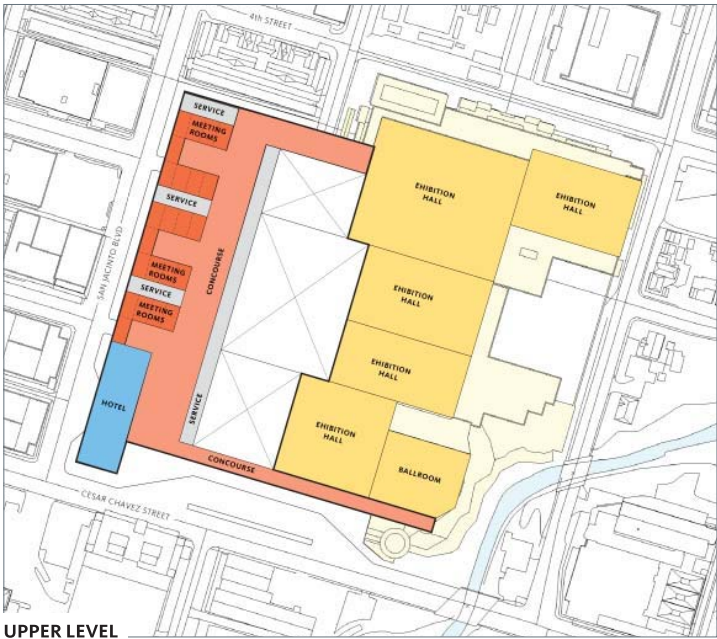 4th STREET
SERVICE
MEETING
ROOMS
EHIBITION
HALL
EHIBITION
HALL
SERVICE
SAN JACINTO BLVD
CONCOURSE
MEETING
ROOMS
SERVICE
MEETING
ROOMS
EHIBITION
HALL
EHIBITION
HALL
HOTEL
SERVICE
EHIBITION
HALL
CONCOURSE
BALLROOM
CESAR CHAVEZ STREET
UPPER LEVEL